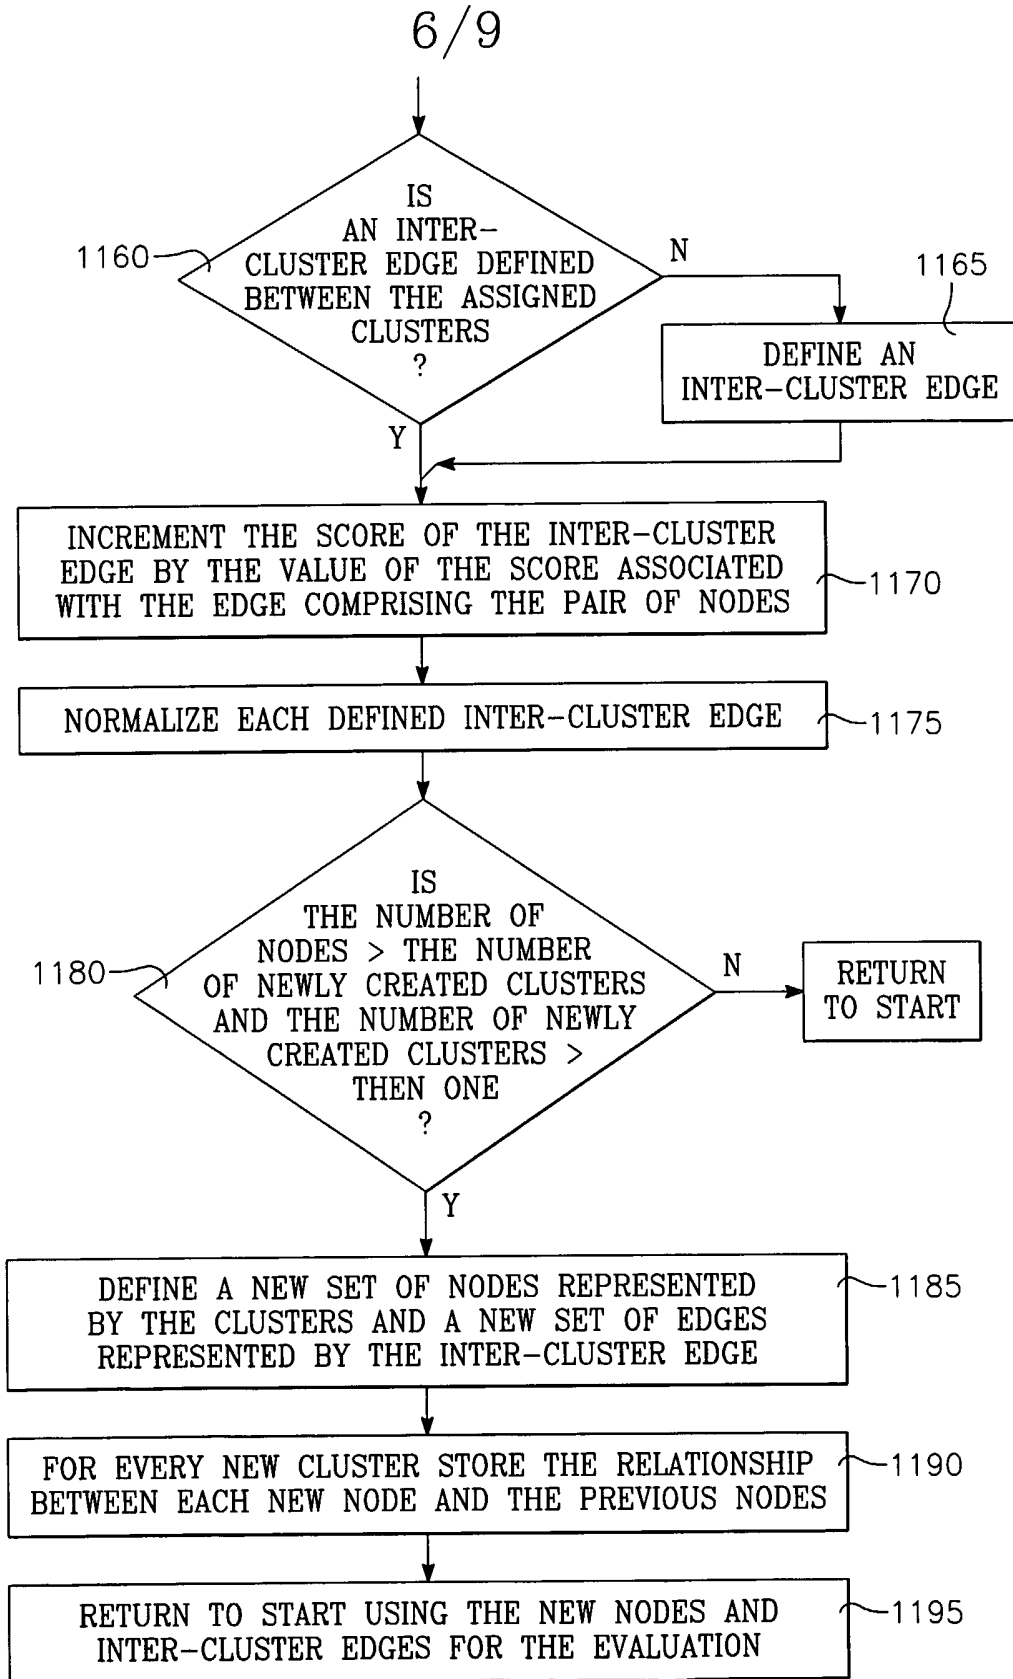 6/9
IS
AN INTER-
CLUSTER EDGE DEFINED
BETWEEN THE ASSIGNED
CLUSTERS
?
1160
N
1165
DEFINE AN
INTER-CLUSTER EDGE
Y
INCREMENT THE SCORE OF THE INTER-CLUSTER
EDGE BY THE VALUE OF THE SCORE ASSOCIATED
WITH THE EDGE COMPRISING THE PAIR OF NODES
1170
NORMALIZE EACH DEFINED INTER-CLUSTER EDGE
1175
IS
THE NUMBER OF
NODES > THE NUMBER
OF NEWLY CREATED CLUSTERS
AND THE NUMBER OF NEWLY
CREATED CLUSTERS >
THEN ONE
?
1180
N
RETURN
TO START
Y
DEFINE A NEW SET OF NODES REPRESENTED
BY THE CLUSTERS AND A NEW SET OF EDGES
REPRESENTED BY THE INTER-CLUSTER EDGE
1185
FOR EVERY NEW CLUSTER STORE THE RELATIONSHIP
BETWEEN EACH NEW NODE AND THE PREVIOUS NODES
1190
RETURN TO START USING THE NEW NODES AND
INTER-CLUSTER EDGES FOR THE EVALUATION
1195